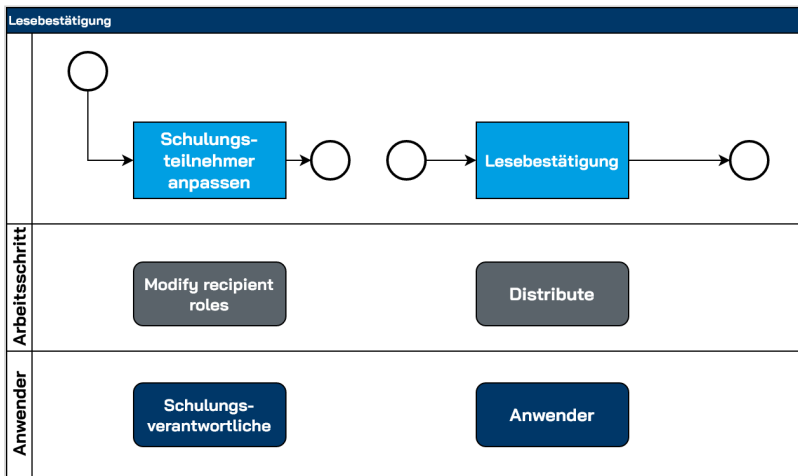 Lesebestätigung
Schulungs-
teilnehmer
anpassen
Lesebestätigung
Arbeitsschritt
Modify recipient
roles
Distribute
Anwender
Schulungs-
verantwortliche
Anwender